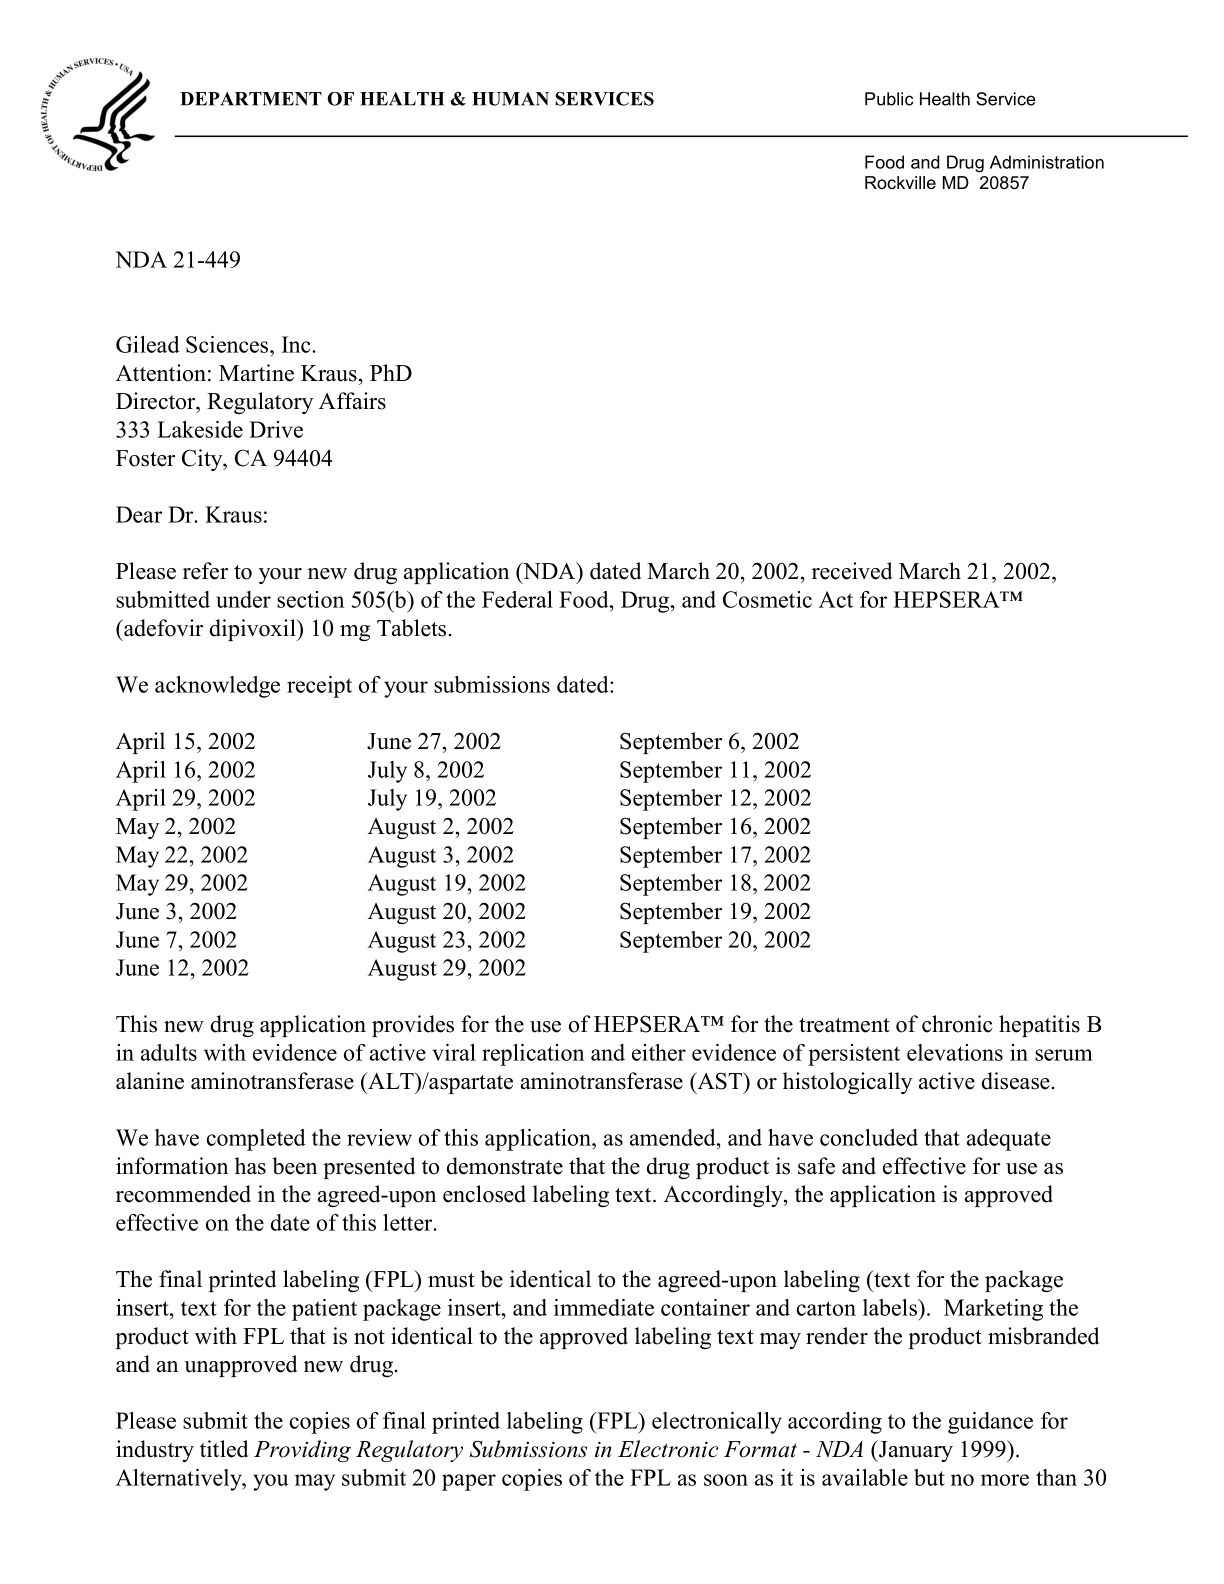 DEPARTMENT OF HEALTH & HUMAN SERVICES • USA
DEPARTMENT OF HEALTH & HUMAN SERVICES
Public Health Service
Food and Drug Administration
Rockville MD 20857
NDA 21-449
Gilead Sciences, Inc.
Attention: Martine Kraus, PhD
Director, Regulatory Affairs
333 Lakeside Drive
Foster City, CA 94404
Dear Dr. Kraus:
Please refer to your new drug application (NDA) dated March 20, 2002, received March 21, 2002,
submitted under section 505(b) of the Federal Food, Drug, and Cosmetic Act for HEPSERA™
(adefovir dipivoxil) 10 mg Tablets.
We acknowledge receipt of your submissions dated:
April 15, 2002 June 27, 2002 September 6, 2002
April 16, 2002 July 8, 2002 September 11, 2002
April 29, 2002 July 19, 2002 September 12, 2002
May 2, 2002 August 2, 2002 September 16, 2002
May 22, 2002 August 3, 2002 September 17, 2002
May 29, 2002 August 19, 2002 September 18, 2002
June 3, 2002 August 20, 2002 September 19, 2002
June 7, 2002 August 23, 2002 September 20, 2002
June 12, 2002 August 29, 2002
This new drug application provides for the use of HEPSERA™ for the treatment of chronic hepatitis B
in adults with evidence of active viral replication and either evidence of persistent elevations in serum
alanine aminotransferase (ALT)/aspartate aminotransferase (AST) or histologically active disease.
We have completed the review of this application, as amended, and have concluded that adequate
information has been presented to demonstrate that the drug product is safe and effective for use as
recommended in the agreed-upon enclosed labeling text. Accordingly, the application is approved
effective on the date of this letter.
The final printed labeling (FPL) must be identical to the agreed-upon labeling (text for the package
insert, text for the patient package insert, and immediate container and carton labels). Marketing the
product with FPL that is not identical to the approved labeling text may render the product misbranded
and an unapproved new drug.
Please submit the copies of final printed labeling (FPL) electronically according to the guidance for
industry titled Providing Regulatory Submissions in Electronic Format - NDA (January 1999).
Alternatively, you may submit 20 paper copies of the FPL as soon as it is available but no more than 30